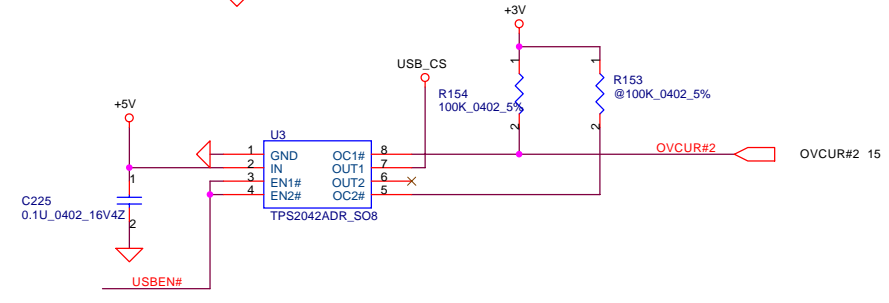 +3V
USB_CS
1
1
R153
@100K_0402_5%
R154
100K_0402_5%
2
2
+5V
U3
1
GND
OC1#
8
2
IN
OUT1
7
3
EN1#
OUT2
6
4
EN2#
OC2#
5
TPS2042ADR_SO8
OVCUR#2
OVCUR#2 15
1
C225
0.1U_0402_16V4Z
2
USBEN#